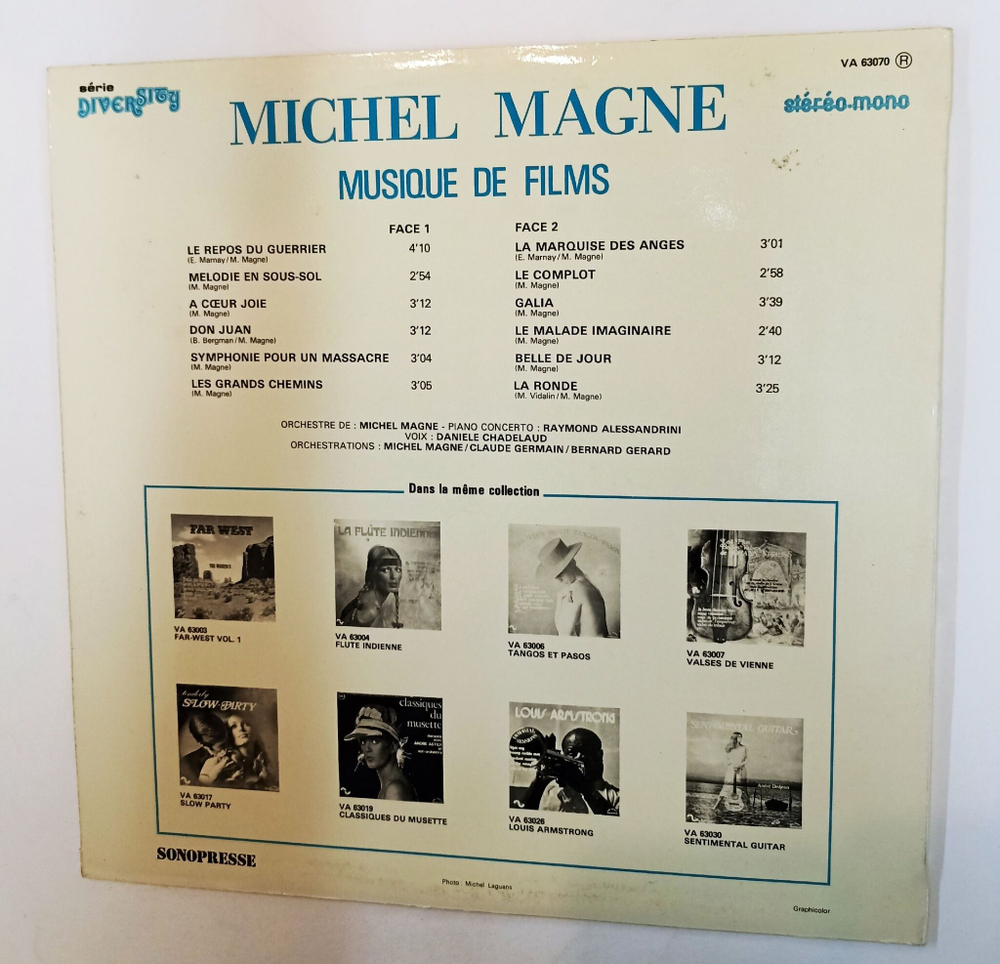 série
DIVERSITY
VA 63070 Ⓡ
MICHEL MAGNE
stéréo-mono
MUSIQUE DE FILMS
FACE 1
LE REPOS DU GUERRIER 4'10
(E. Marnay/M. Magne)
MELODIE EN SOUS-SOL 2'54
(M. Magne)
A CŒUR JOIE 3'12
(M. Magne)
DON JUAN 3'12
(B. Bergman/M. Magne)
SYMPHONIE POUR UN MASSACRE 3'04
(M. Magne)
LES GRANDS CHEMINS 3'05
(M. Magne)
FACE 2
LA MARQUISE DES ANGES 3'01
(E. Marnay/M. Magne)
LE COMPLOT 2'58
(M. Magne)
GALIA 3'39
(M. Magne)
LE MALADE IMAGINAIRE 2'40
(M. Magne)
BELLE DE JOUR 3'12
(M. Magne)
LA RONDE 3'25
(M. Vidalin/M. Magne)
ORCHESTRE DE : MICHEL MAGNE - PIANO CONCERTO : RAYMOND ALESSANDRINI
VOIX : DANIELE CHADELAUD
ORCHESTRATIONS : MICHEL MAGNE/CLAUDE GERMAIN/BERNARD GERARD
Dans la même collection
FAR WEST
VA 63003
FAR-WEST VOL. 1
LA FLÛTE INDIENNE
VA 63004
FLUTE INDIENNE
VA 63006
TANGOS ET PASOS
VA 63007
VALSES DE VIENNE
SLOW-PARTY
VA 63017
SLOW PARTY
classiques
du
musette
VA 63019
CLASSIQUES DU MUSETTE
LOUIS ARMSTRONG
VA 63026
LOUIS ARMSTRONG
SENTIMENTAL GUITAR
VA 63030
SENTIMENTAL GUITAR
SONOPRESSE
Photo : Michel Laguens
Graphicolor